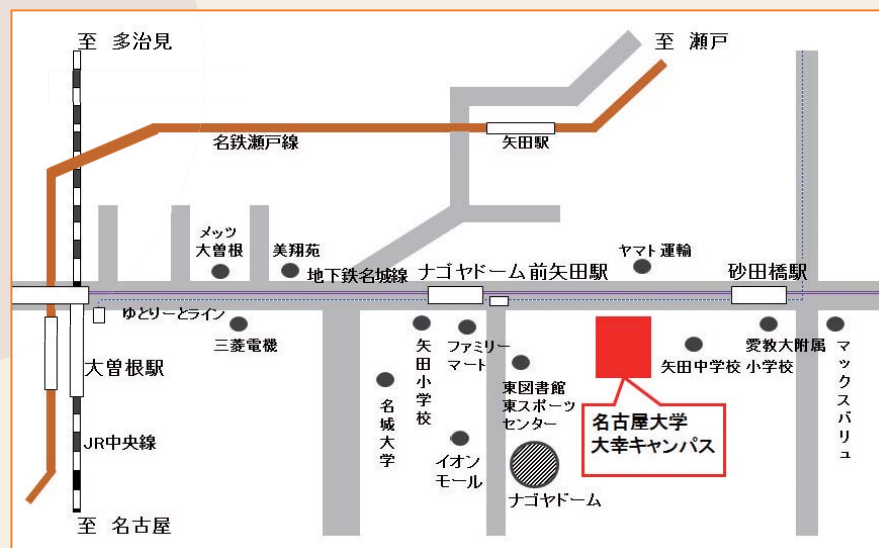 至 多治見
至 瀬戸
名鉄瀬戸線
矢田駅
メッツ
大曽根
美翔苑
地下鉄名城線
ナゴヤドーム前矢田駅
ヤマト運輸
砂田橋駅
ゆとりーとライン
三菱電機
矢田小学校
ファミリー
マート
東図書館
東スポーツ
センター
矢田中学校
愛教大附属
小学校
マックスバリュ
大曽根駅
名城大学
名古屋大学
大幸キャンパス
JR中央線
イオン
モール
ナゴヤドーム
至 名古屋